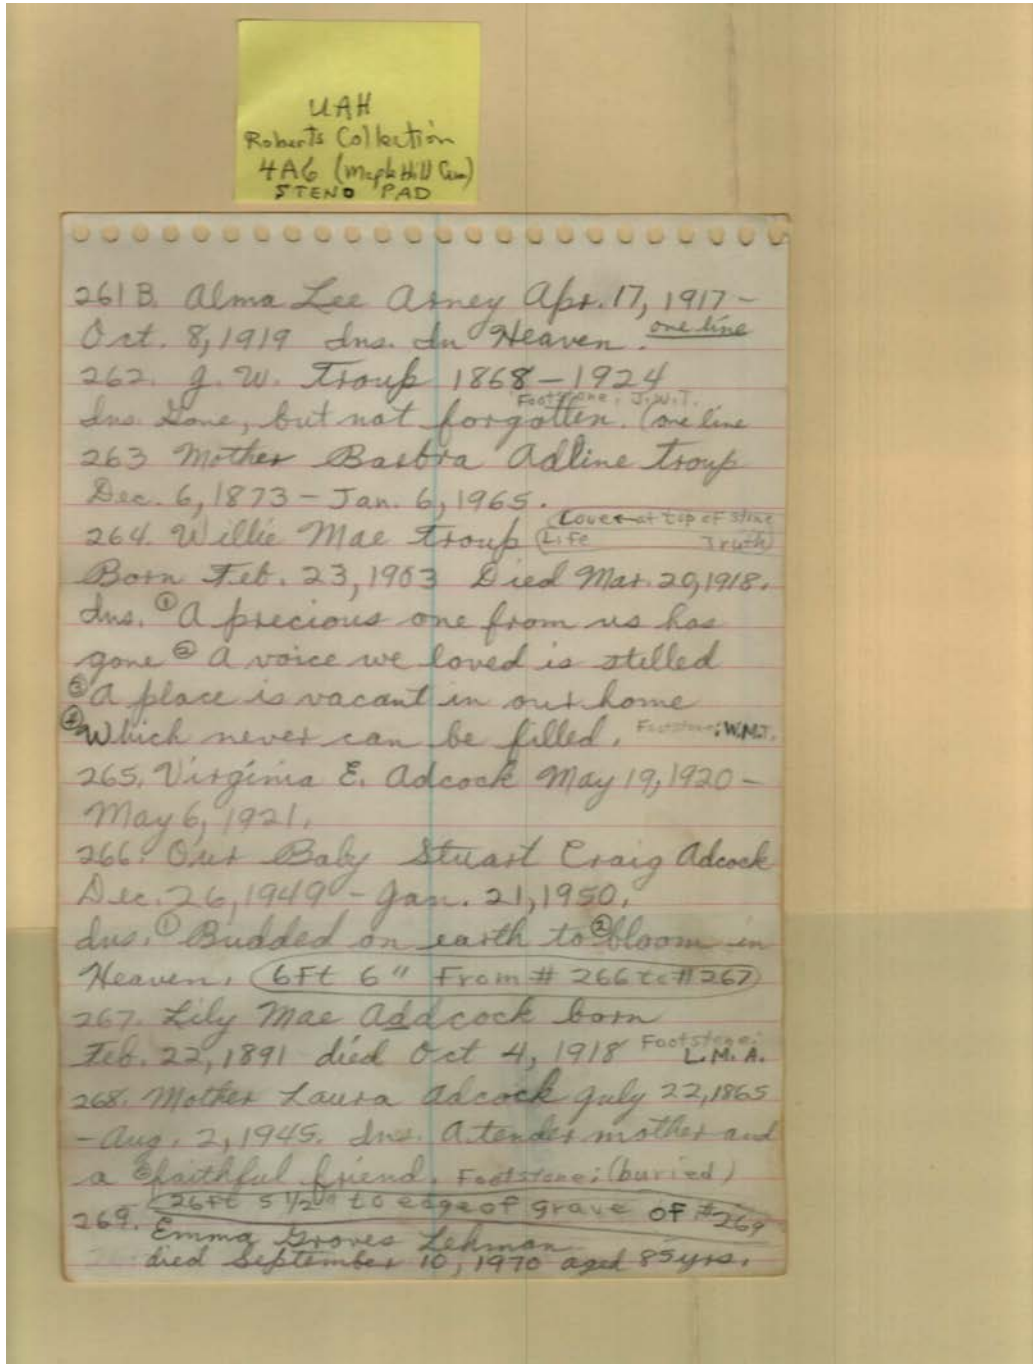 UAH
Roberts Collection
4A6 (Maple Hill Cem)
STENO PAD
261 B. Alma Lee Arney Apr. 17, 1917 -
Oct. 8, 1919 Ins. In Heaven. one line
262. J. W. Troup 1868 - 1924
Footstone: J.W.T.
Ins. Gone, but not forgotten. (one line
263 Mother Barbra Adline Troup
Dec. 6, 1873 - Jan. 6, 1965.
264. Willie Mae Troup (Love at top of stone
Life Truth)
Born Feb. 23, 1903 Died Mar. 20, 1918.
Ins. ① A precious one from us has
gone ② A voice we loved is stilled
③ A place is vacant in our home
④ Which never can be filled. Footstone: W.M.T.
265. Virginia E. Adcock May 19, 1920 -
May 6, 1921.
266. Our Baby Stuart Craig Adcock
Dec. 26, 1949 - Jan. 21, 1950.
Ins. ① Budded on earth to ② bloom in
Heaven. (6Ft 6" From # 266 to # 267)
267. Lily Mae Addcock born
Feb. 22, 1891 died Oct 4, 1918 Footstone:
L.M.A.
268. Mother Laura Adcock July 22, 1865
- Aug. 2, 1945. Ins. A tender mother and
a ② faithful friend. Footstone: (buried)
26Ft 5 1/2" to edge of grave OF #269
269. Emma Groves Lehman
died September 10, 1970 aged 85 yrs.